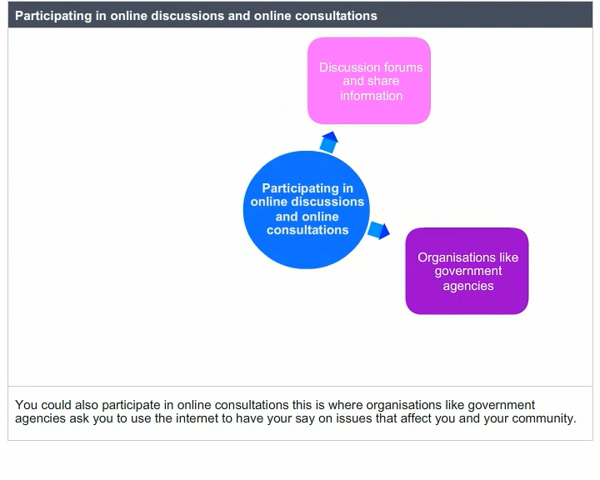 Participating in online discussions and online consultations
Discussion forums
and share
information
Participating in
online discussions
and online
consultations
Organisations like
government
agencies
You could also participate in online consultations this is where organisations like government
agencies ask you to use the internet to have your say on issues that affect you and your community.